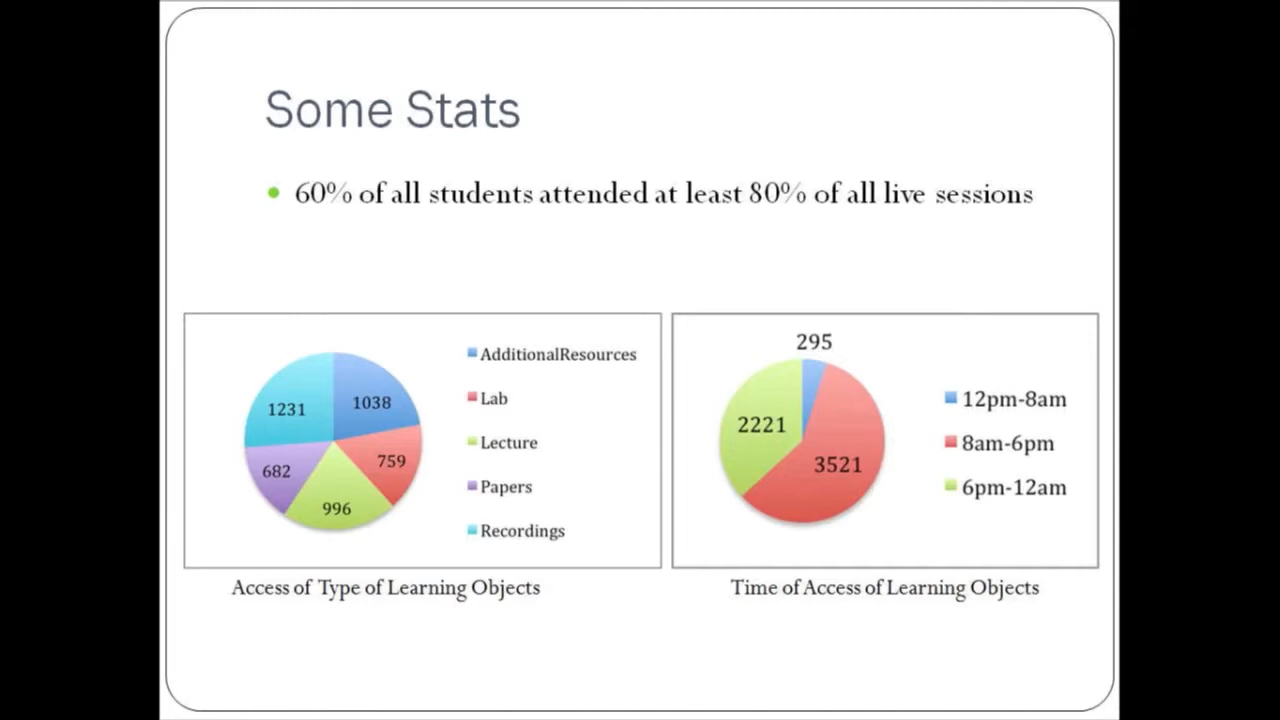 Some Stats
60% of all students attended at least 80% of all live sessions
1231
1038
682
759
996
AdditionalResources
Lab
Lecture
Papers
Recordings
Access of Type of Learning Objects
295
2221
3521
12pm-8am
8am-6pm
6pm-12am
Time of Access of Learning Objects